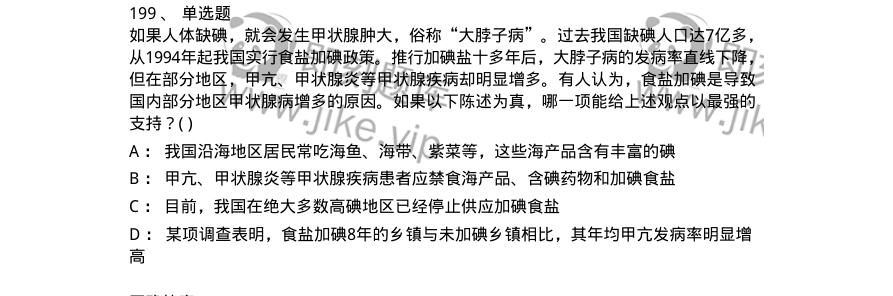 199 、 单选题
如果人体缺碘，就会发生甲状腺肿大，俗称“大脖子病”。过去我国缺碘人口达7亿多，
从1994年起我国实行食盐加碘政策。推行加碘盐十多年后，大脖子病的发病率直线下降，
但在部分地区，甲亢、甲状腺炎等甲状腺疾病却明显增多。有人认为，食盐加碘是导致
国内部分地区甲状腺病增多的原因。如果以下陈述为真，哪一项能给上述观点以最强的
支持？( )
A ： 我国沿海地区居民常吃海鱼、海带、紫菜等，这些海产品含有丰富的碘
B ： 甲亢、甲状腺炎等甲状腺疾病患者应禁食海产品、含碘药物和加碘食盐
C ： 目前，我国在绝大多数高碘地区已经停止供应加碘食盐
D ： 某项调查表明，食盐加碘8年的乡镇与未加碘乡镇相比，其年均甲亢发病率明显增
高
www.jike.vip